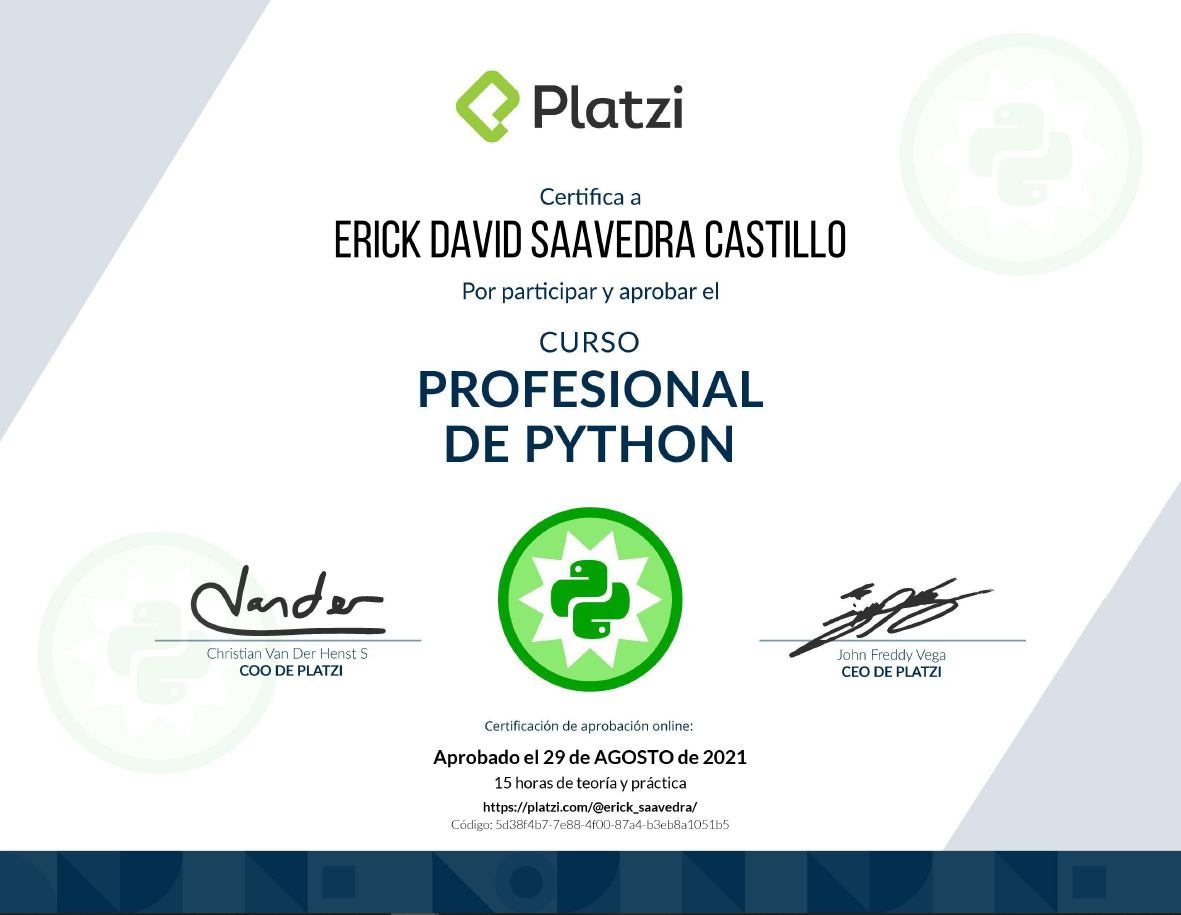 Platzi
Certifica a
ERICK DAVID SAAVEDRA CASTILLO
Por participar y aprobar el
CURSO
PROFESIONAL
DE PYTHON
Vander
Christian Van Der Henst S
COO DE PLATZI
John Freddy Vega
CEO DE PLATZI
Certificación de aprobación online:
Aprobado el 29 de AGOSTO de 2021
15 horas de teoría y práctica
https://platzi.com/@erick_saavedra/
Código: 5d38f4b7-7e88-4f00-87a4-b3eb8a1051b5